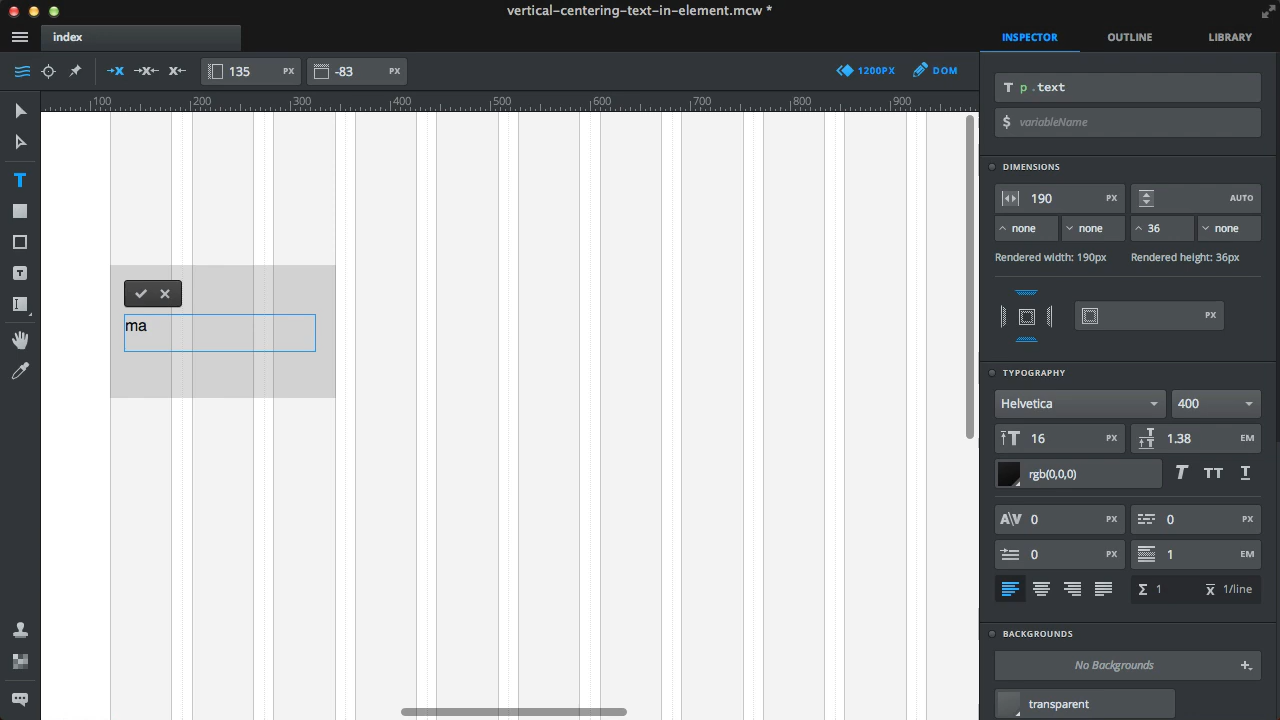 vertical-centering-text-in-element.mcw *
index
INSPECTOR OUTLINE LIBRARY
135 PX -83 PX 1200PX DOM
100 200 300 400 500 600 700 800 900
T p .text
$ variableName
DIMENSIONS
190 PX AUTO
none none 36 none
Rendered width: 190px Rendered height: 36px
PX
ma
TYPOGRAPHY
Helvetica 400
16 PX 1.38 EM
rgb(0,0,0) T TT T
A\V 0 PX 0 PX
0 PX 1 EM
Σ 1 x 1/line
BACKGROUNDS
No Backgrounds
transparent